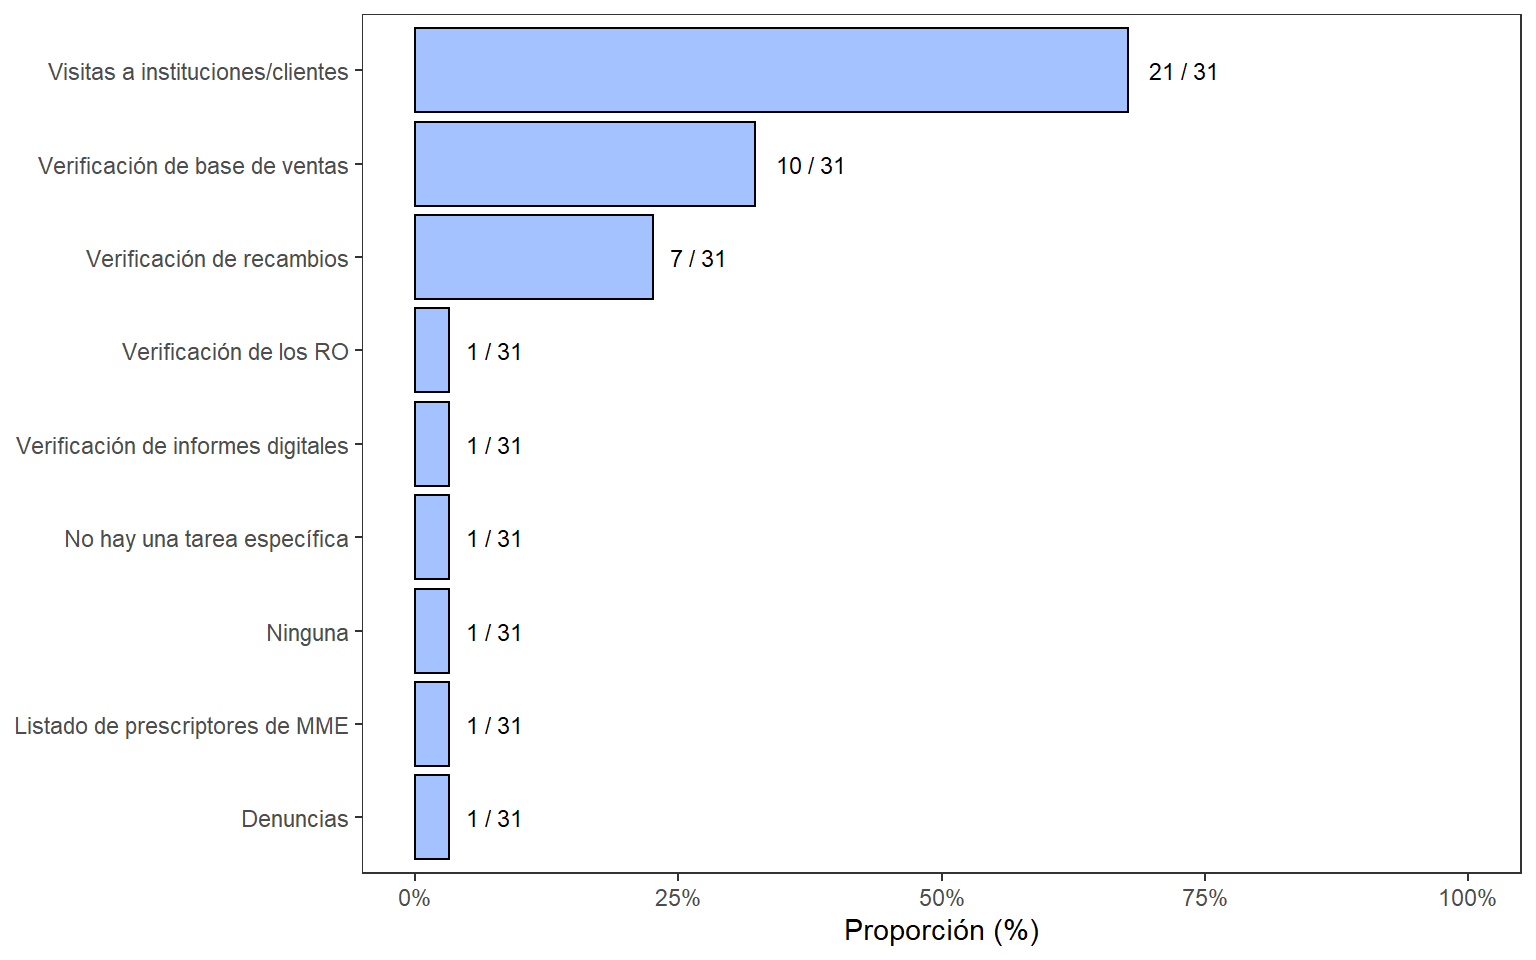 Visitas a instituciones/clientes
21 / 31
Verificación de base de ventas
10 / 31
Verificación de recambios
7 / 31
Verificación de los RO
1 / 31
Verificación de informes digitales
1 / 31
No hay una tarea específica
1 / 31
Ninguna
1 / 31
Listado de prescriptores de MME
1 / 31
Denuncias
1 / 31
0% 25% 50% 75% 100%
Proporción (%)